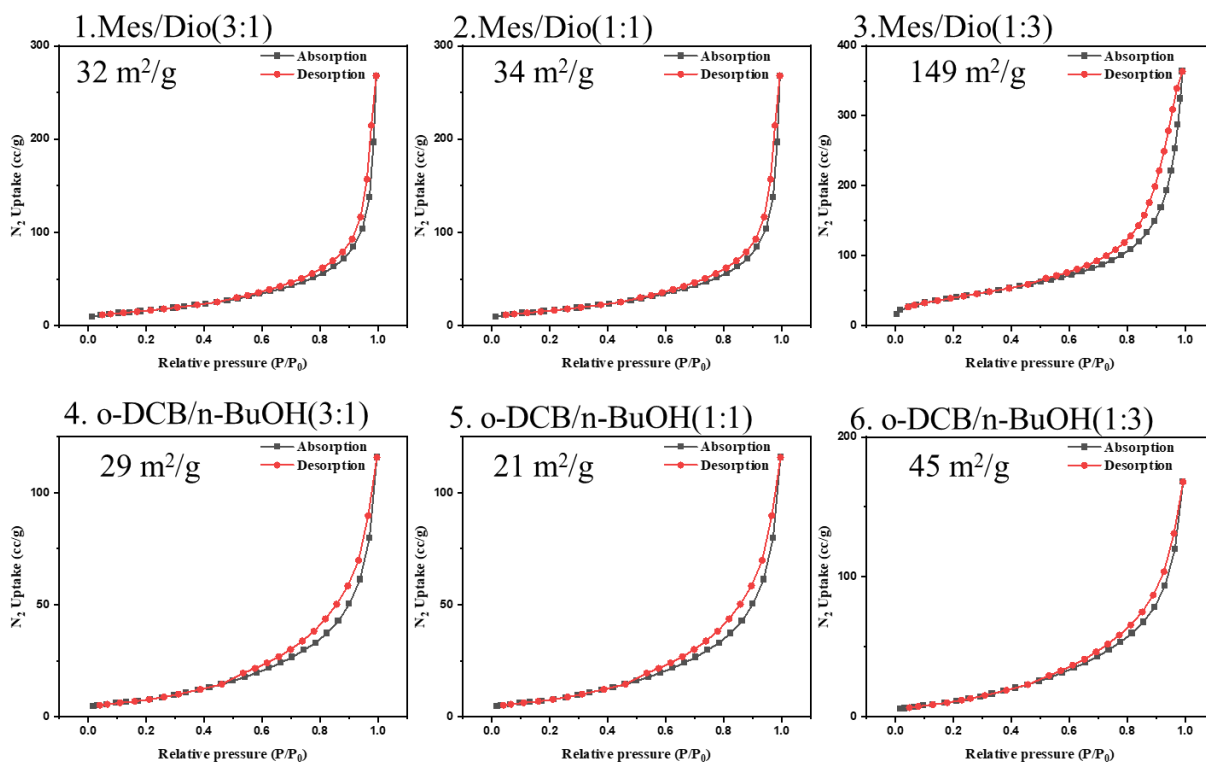 1.Mes/Dio(3:1)
300
Absorption
Desorption
32 m²/g
200
100
0
N₂ Uptake (cc/g)
0.0 0.2 0.4 0.6 0.8 1.0
Relative pressure (P/P₀)
2.Mes/Dio(1:1)
300
Absorption
Desorption
34 m²/g
200
100
0
N₂ Uptake (cc/g)
0.0 0.2 0.4 0.6 0.8 1.0
Relative pressure (P/P₀)
3.Mes/Dio(1:3)
400
Absorption
Desorption
149 m²/g
300
200
100
0
N₂ Uptake (cc/g)
0.0 0.2 0.4 0.6 0.8 1.0
Relative pressure (P/P₀)
4. o-DCB/n-BuOH(3:1)
Absorption
Desorption
29 m²/g
100
50
0
N₂ Uptake (cc/g)
0.0 0.2 0.4 0.6 0.8 1.0
Relative pressure (P/P₀)
5. o-DCB/n-BuOH(1:1)
Absorption
Desorption
21 m²/g
100
50
0
N₂ Uptake (cc/g)
0.0 0.2 0.4 0.6 0.8 1.0
Relative pressure (P/P₀)
6. o-DCB/n-BuOH(1:3)
200
Absorption
Desorption
45 m²/g
100
0
N₂ Uptake (cc/g)
0.0 0.2 0.4 0.6 0.8 1.0
Relative pressure (P/P₀)